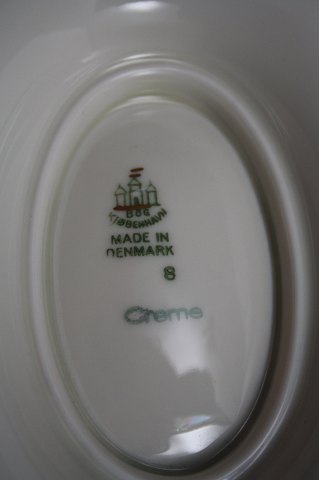 B&G
KJØBENHAVN
MADE IN
DENMARK
8
Creme